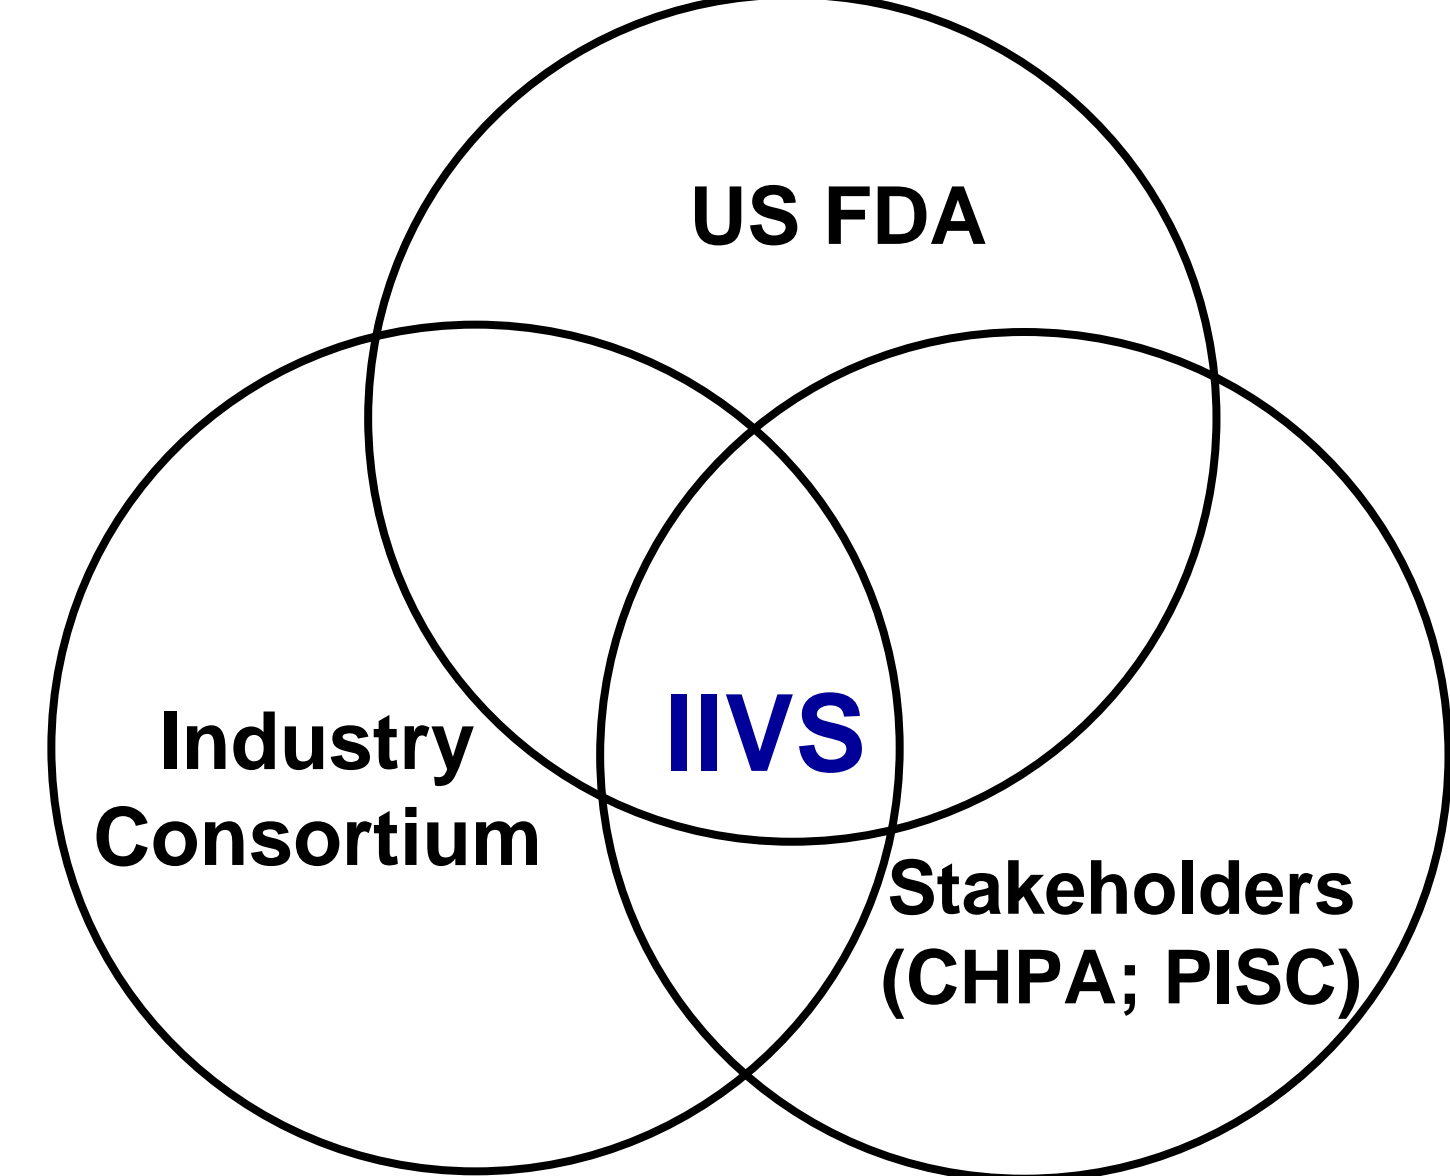 US FDA
IIVS
Industry
Consortium
Stakeholders
(CHPA; PISC)